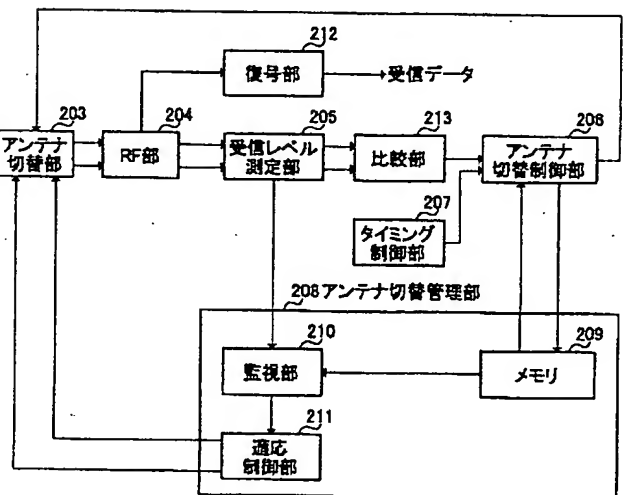 212
復号部
受信データ
203
アンテナ
切替部
204
RF部
205
受信レベル
測定部
213
比較部
206
アンテナ
切替制御部
207
タイミング
制御部
208アンテナ切替管理部
210
監視部
209
メモリ
211
適応
制御部